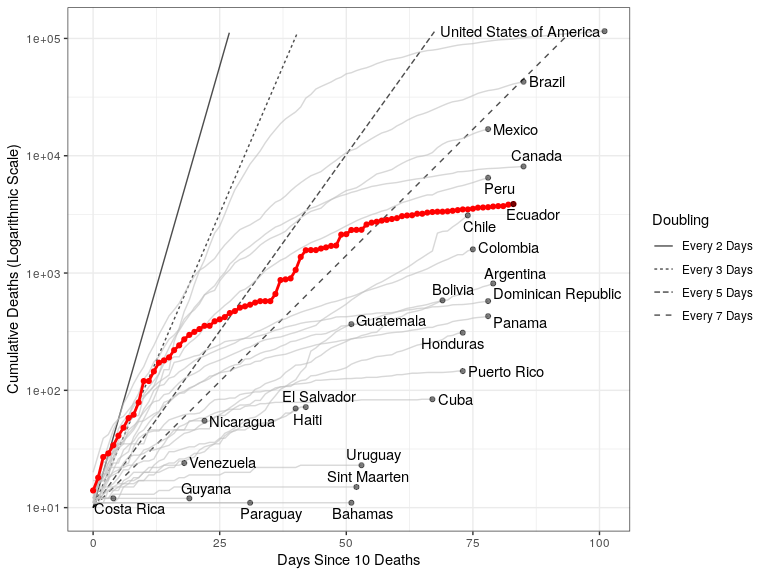 1e+05
1e+04
1e+03
1e+02
1e+01
Cumulative Deaths (Logarithmic Scale)
United States of America
Brazil
Mexico
Canada
Peru
Ecuador
Chile
Colombia
Argentina
Bolivia
Dominican Republic
Guatemala
Panama
Honduras
Puerto Rico
El Salvador
Cuba
Haiti
Nicaragua
Uruguay
Venezuela
Sint Maarten
Guyana
Costa Rica
Paraguay
Bahamas
0
25
50
75
100
Days Since 10 Deaths
Doubling
Every 2 Days
Every 3 Days
Every 5 Days
Every 7 Days